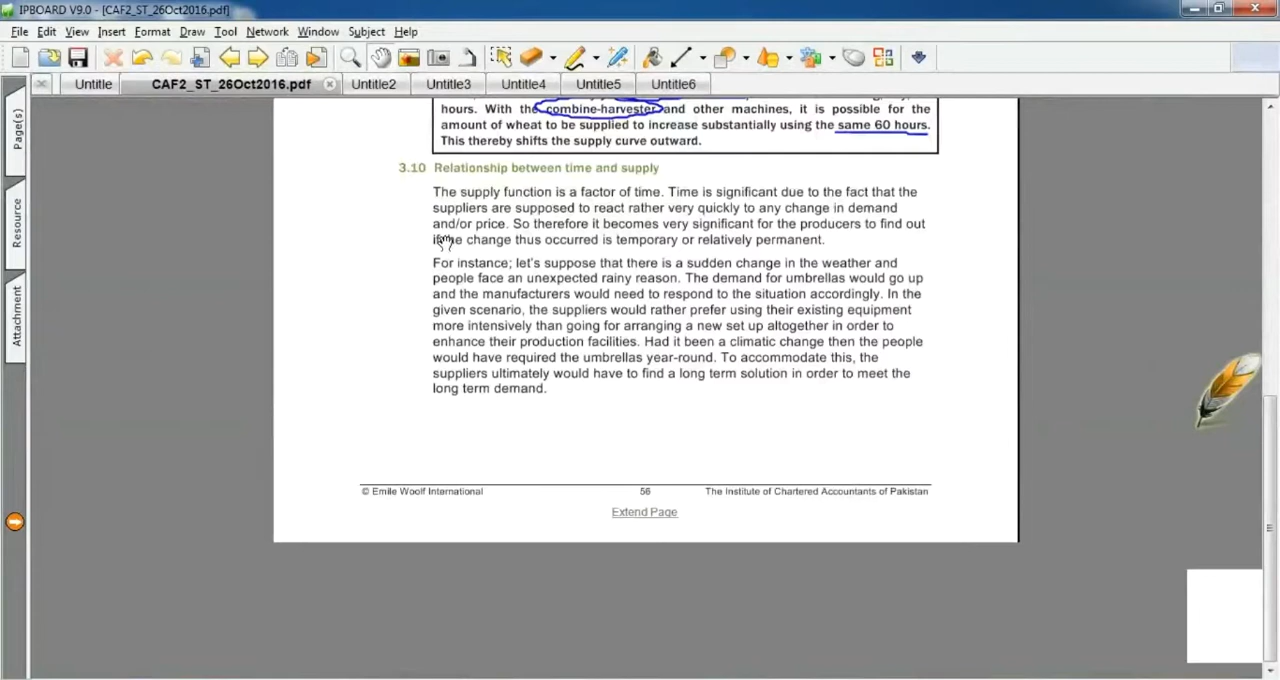 IPBOARD V9.0 - [CAF2_ST_26Oct2016.pdf]
File Edit View Insert Format Draw Tool Network Window Subject Help
Untitle CAF2_ST_26Oct2016.pdf Untitle2 Untitle3 Untitle4 Untitle5 Untitle6
Page(s)
Resource
Attachment
hours. With the combine-harvester and other machines, it is possible for the
amount of wheat to be supplied to increase substantially using the same 60 hours.
This thereby shifts the supply curve outward.
3.10 Relationship between time and supply
The supply function is a factor of time. Time is significant due to the fact that the
suppliers are supposed to react rather very quickly to any change in demand
and/or price. So therefore it becomes very significant for the producers to find out
change thus occurred is temporary or relatively permanent.
For instance; let's suppose that there is a sudden change in the weather and
people face an unexpected rainy reason. The demand for umbrellas would go up
and the manufacturers would need to respond to the situation accordingly. In the
given scenario, the suppliers would rather prefer using their existing equipment
more intensively than going for arranging a new set up altogether in order to
enhance their production facilities. Had it been a climatic change then the people
would have required the umbrellas year-round. To accommodate this, the
suppliers ultimately would have to find a long term solution in order to meet the
long term demand.
© Emile Woolf International 56 The Institute of Chartered Accountants of Pakistan
Extend Page